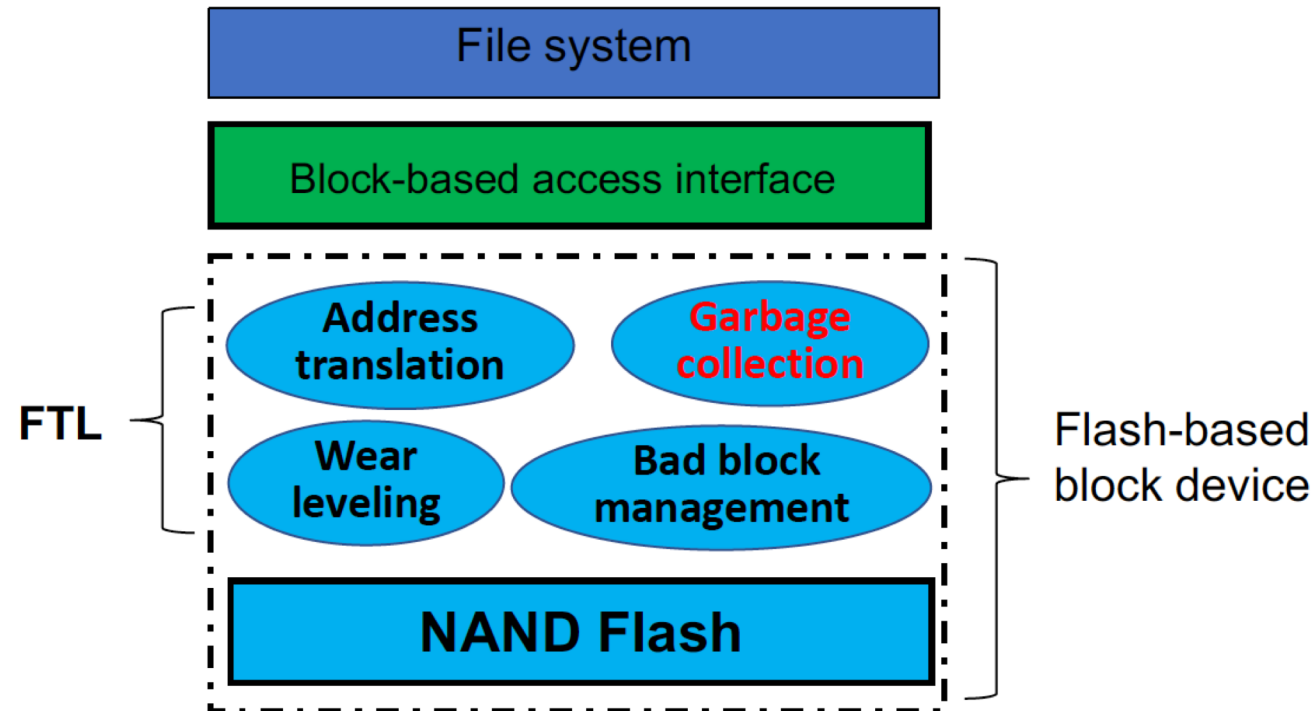 File system
Block-based access interface
Address
translation
Garbage
collection
FTL
Wear
leveling
Bad block
management
Flash-based
block device
NAND Flash